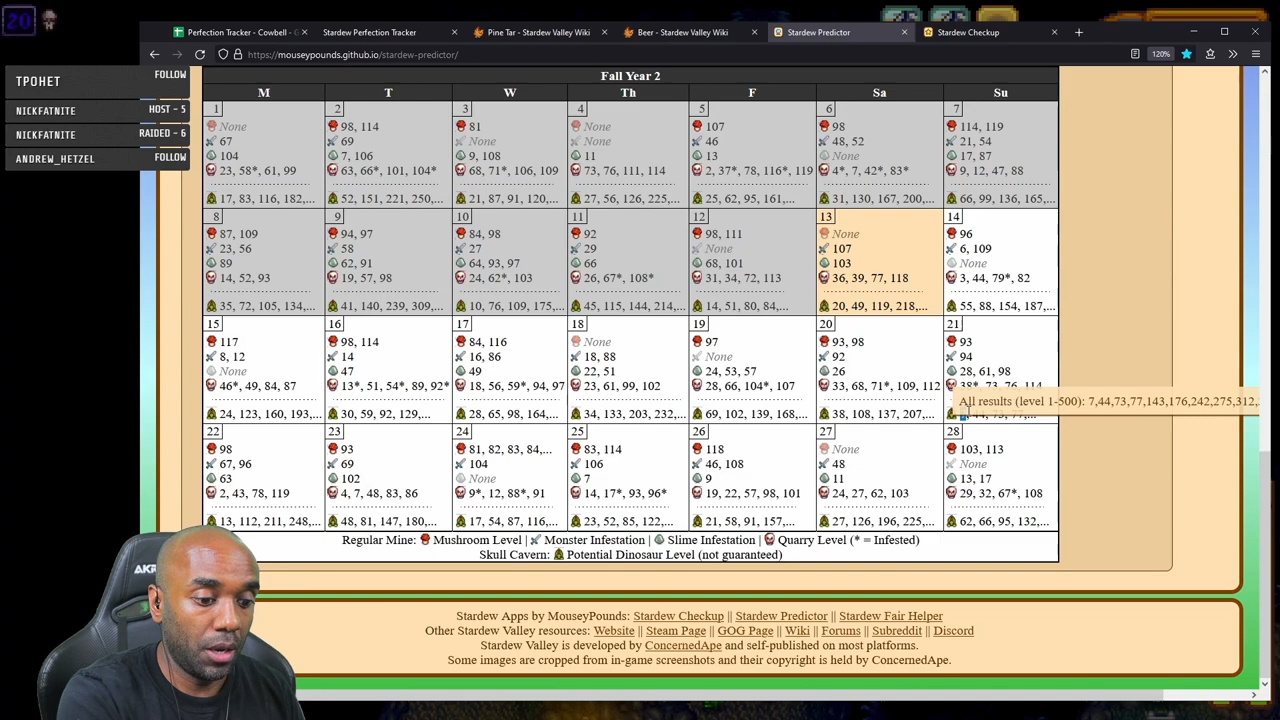 20
Perfection Tracker - Cowbell - G
Stardew Perfection Tracker
Pine Tar - Stardew Valley Wiki
Beer - Stardew Valley Wiki
Stardew Predictor
Stardew Checkup
https://mouseypounds.github.io/stardew-predictor/
120%
TPOHET FOLLOW
NICKFATNITE HOST - 5
NICKFATNITE RAIDED - 6
ANDREW_HETZEL FOLLOW
Fall Year 2
M T W Th F Sa Su
1 2 3 4 5 6 7
None 98, 114 81 None 107 98 114, 119
67 69 None None 46 48, 52 21, 54
104 7, 106 9, 108 11 13 None 17, 87
23, 58*, 61, 99 63, 66*, 101, 104* 68, 71*, 106, 109 73, 76, 111, 114 2, 37*, 78, 116*, 119 4*, 7, 42*, 83* 9, 12, 47, 88
17, 83, 116, 182,... 52, 151, 221, 250,... 21, 87, 91, 120,... 27, 56, 126, 225,... 25, 62, 95, 161,... 31, 130, 167, 200,... 66, 99, 136, 165,...
8 9 10 11 12 13 14
87, 109 94, 97 84, 98 92 98, 111 None 96
23, 56 58 27 29 None 107 6, 109
89 62, 91 64, 93, 97 66 68, 101 103 None
14, 52, 93 19, 57, 98 24, 62*, 103 26, 67*, 108* 31, 34, 72, 113 36, 39, 77, 118 3, 44, 79*, 82
35, 72, 105, 134,... 41, 140, 239, 309,... 10, 76, 109, 175,... 45, 115, 144, 214,... 14, 51, 80, 84,... 20, 49, 119, 218,... 55, 88, 154, 187,...
15 16 17 18 19 20 21
117 98, 114 84, 116 None 97 93, 98 93
8, 12 14 16, 86 18, 88 None 92 94
None 47 49 22, 51 24, 53, 57 26 28, 61, 98
46*, 49, 84, 87 13*, 51, 54*, 89, 92* 18, 56, 59*, 94, 97 23, 61, 99, 102 28, 66, 104*, 107 33, 68, 71*, 109, 112 38*, 73, 76, 114
All results (level 1-500): 7,44,73,77,143,176,242,275,312,
24, 123, 160, 193,... 30, 59, 92, 129,... 28, 65, 98, 164,... 34, 133, 203, 232,... 69, 102, 139, 168,... 38, 108, 137, 207,... 44, 73, 77,...
22 23 24 25 26 27 28
98 93 81, 82, 83, 84,... 83, 114 118 None 103, 113
67, 96 69 104 106 46, 108 48 None
63 102 None 7 9 11 13, 17
2, 43, 78, 119 4, 7, 48, 83, 86 9*, 12, 88*, 91 14, 17*, 93, 96* 19, 22, 57, 98, 101 24, 27, 62, 103 29, 32, 67*, 108
13, 112, 211, 248,... 48, 81, 147, 180,... 17, 54, 87, 116,... 23, 52, 85, 122,... 21, 58, 91, 157,... 27, 126, 196, 225,... 62, 66, 95, 132,...
Regular Mine: Mushroom Level | Monster Infestation | Slime Infestation | Quarry Level (* = Infested)
Skull Cavern: Potential Dinosaur Level (not guaranteed)
Stardew Apps by MouseyPounds: Stardew Checkup || Stardew Predictor || Stardew Fair Helper
Other Stardew Valley resources: Website || Steam Page || GOG Page || Wiki || Forums || Subreddit || Discord
Stardew Valley is developed by ConcernedApe and self-published on most platforms.
Some images are cropped from in-game screenshots and their copyright is held by ConcernedApe.